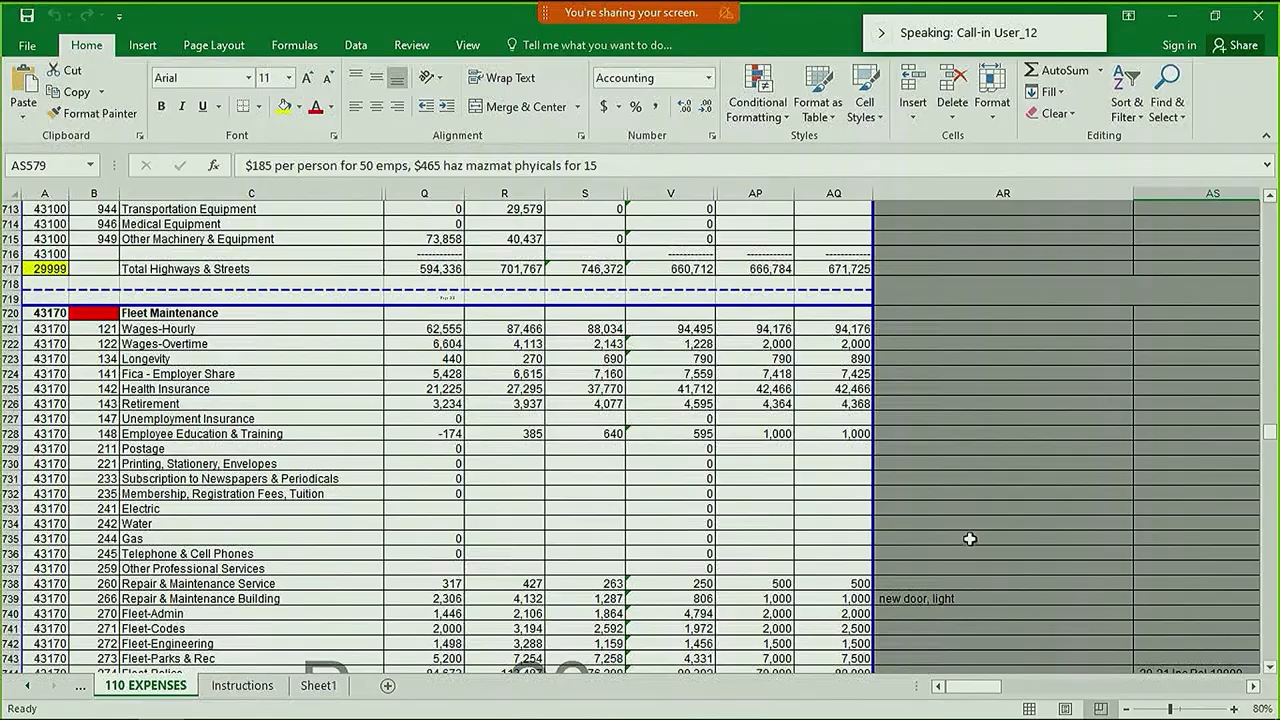 You're sharing your screen.
Speaking: Call-in User_12
File Home Insert Page Layout Formulas Data Review View Tell me what you want to do... Sign in Share
Paste Cut Copy Format Painter Clipboard
Arial 11 Font
Wrap Text Merge & Center Alignment
Accounting $ % Number
Conditional Formatting Format as Table Cell Styles Styles
Insert Delete Format Cells
AutoSum Fill Clear Sort & Filter Find & Select Editing
AS579 fx $185 per person for 50 emps, $465 haz mazmat phyicals for 15
A B C Q R S V AP AQ AR AS
713 43100 944 Transportation Equipment 0 29,579 0 0
714 43100 946 Medical Equipment 0 0
715 43100 949 Other Machinery & Equipment 73,858 40,437 0 0
716 43100 ----------- ----------- ----------- -----------
717 29999 Total Highways & Streets 594,336 701,767 746,372 660,712 666,784 671,725
718
719
720 43170 Fleet Maintenance
721 43170 121 Wages-Hourly 62,555 87,466 88,034 94,495 94,176 94,176
722 43170 122 Wages-Overtime 6,604 4,113 2,143 1,228 2,000 2,000
723 43170 134 Longevity 440 270 690 790 790 890
724 43170 141 Fica - Employer Share 5,428 6,615 7,160 7,559 7,418 7,425
725 43170 142 Health Insurance 21,225 27,295 37,770 41,712 42,466 42,466
726 43170 143 Retirement 3,234 3,937 4,077 4,595 4,364 4,368
727 43170 147 Unemployment Insurance 0 0
728 43170 148 Employee Education & Training -174 385 640 595 1,000 1,000
729 43170 211 Postage 0 0
730 43170 221 Printing, Stationery, Envelopes 0 0
731 43170 233 Subscription to Newspapers & Periodicals 0 0
732 43170 235 Membership, Registration Fees, Tuition 0 0
733 43170 241 Electric 0
734 43170 242 Water 0
735 43170 244 Gas 0 0
736 43170 245 Telephone & Cell Phones 0 0
737 43170 259 Other Professional Services 0
738 43170 260 Repair & Maintenance Service 317 427 263 250 500 500
739 43170 266 Repair & Maintenance Building 2,306 4,132 1,287 806 1,000 1,000 new door, light
740 43170 270 Fleet-Admin 1,446 2,106 1,864 4,794 2,000 2,000
741 43170 271 Fleet-Codes 2,000 3,194 2,592 1,972 2,000 2,500
742 43170 272 Fleet-Engineering 1,498 3,288 1,159 1,456 1,500 1,500
743 43170 273 Fleet-Parks & Rec 5,200 7,254 7,258 4,331 7,000 7,500
... 110 EXPENSES Instructions Sheet1
Ready 80%